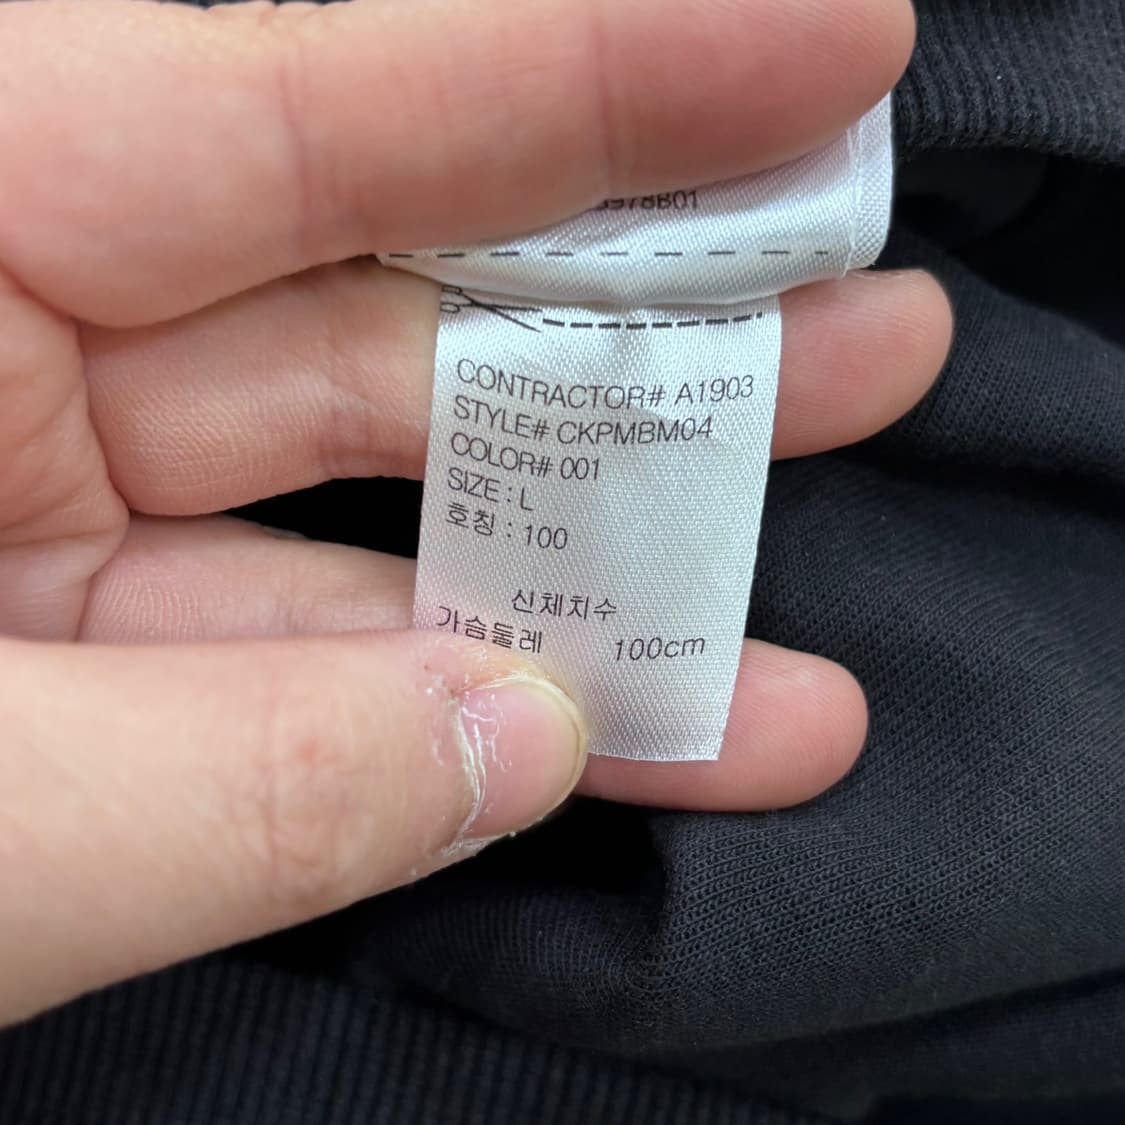 CONTRACTOR# A1903
STYLE# CKPMBM04
COLOR# 001
SIZE : L
호칭 : 100
신체치수
가슴둘레 100cm